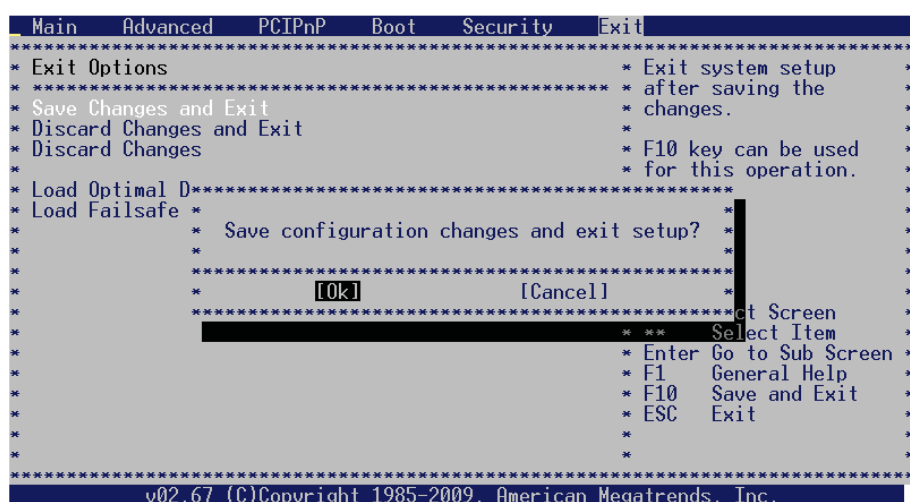 Main Advanced PCIPnP Boot Security Exit
Exit Options
Save Changes and Exit
Discard Changes and Exit
Discard Changes
Load Optimal D
Load Failsafe
Exit system setup
after saving the
changes.
F10 key can be used
for this operation.
Save configuration changes and exit setup?
[Ok] [Cancel]
ct Screen
** Select Item
Enter Go to Sub Screen
F1 General Help
F10 Save and Exit
ESC Exit
v02.67 (C)Copyright 1985-2009, American Megatrends, Inc.